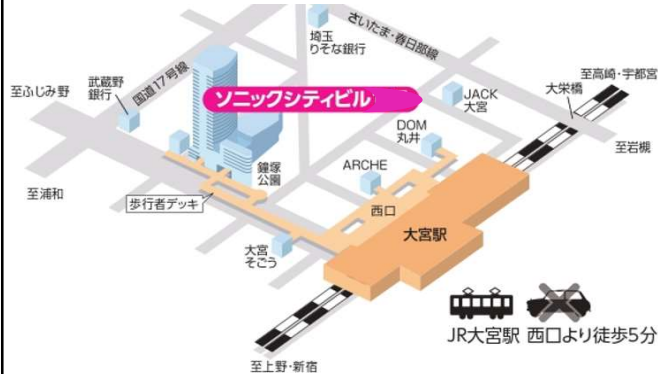 さいたま・春日部線
埼玉
りそな銀行
国道17号線
武蔵野
銀行
至ふじみ野
ソニックシティビル
JACK
大宮
至高崎・宇都宮
大栄橋
DOM
丸井
至岩槻
ARCHE
鐘塚
公園
至浦和
歩行者デッキ
西口
大宮駅
大宮
そごう
JR大宮駅 西口より徒歩5分
至上野・新宿